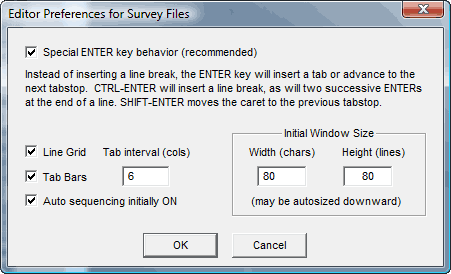 Editor Preferences for Survey Files
Special ENTER key behavior (recommended)
Instead of inserting a line break, the ENTER key will insert a tab or advance to the
next tabstop. CTRL-ENTER will insert a line break, as will two successive ENTERs
at the end of a line. SHIFT-ENTER moves the caret to the previous tabstop.
Line Grid
Tab interval (cols)
Tab Bars
6
Auto sequencing initially ON
Initial Window Size
Width (chars)
Height (lines)
80
80
(may be autosized downward)
OK
Cancel